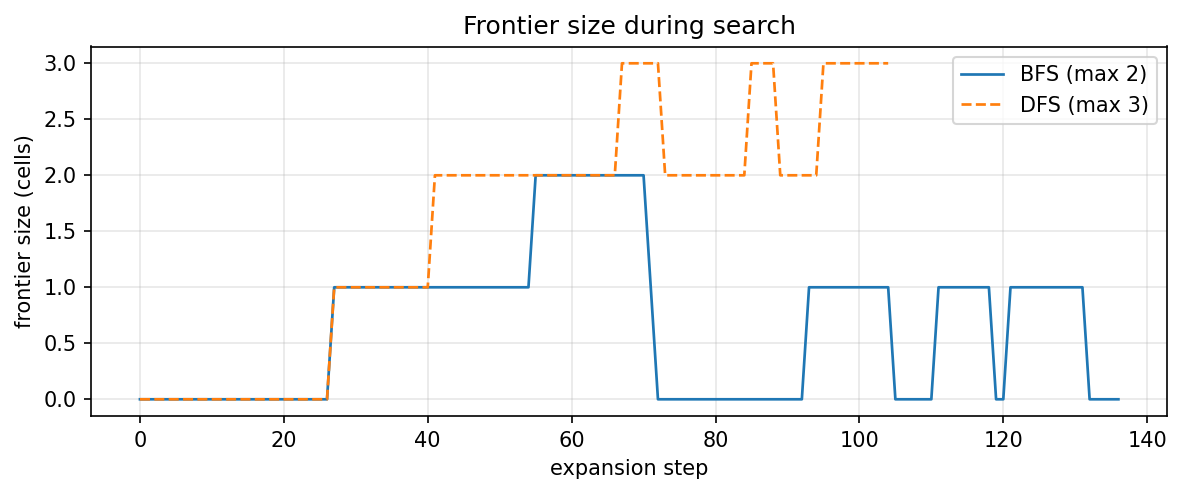 Frontier size during search
frontier size (cells)
3.0
2.5
2.0
1.5
1.0
0.5
0.0
BFS (max 2)
DFS (max 3)
0 20 40 60 80 100 120 140
expansion step